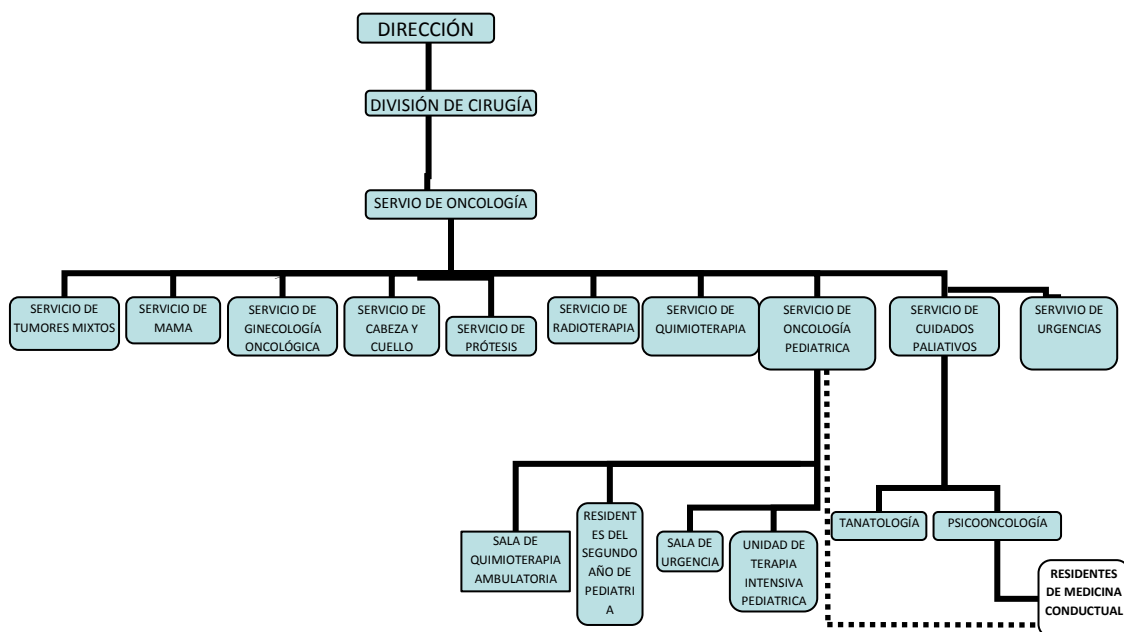 DIRECCIÓN
DIVISIÓN DE CIRUGÍA
SERVIO DE ONCOLOGÍA
SERVICIO DE
TUMORES MIXTOS
SERVICIO DE
MAMA
SERVICIO DE
GINECOLOGÍA
ONCOLÓGICA
SERVICIO DE
CABEZA Y
CUELLO
SERVICIO DE
PRÓTESIS
SERVICIO DE
RADIOTERAPIA
SERVICIO DE
QUIMIOTERAPIA
SERVICIO DE
ONCOLOGÍA
PEDIATRICA
SERVICIO DE
CUIDADOS
PALIATIVOS
SERVIVIO DE
URGENCIAS
SALA DE
QUIMIOTERAPIA
AMBULATORIA
RESIDENT
ES DEL
SEGUNDO
AÑO DE
PEDIATRI
A
SALA DE
URGENCIA
UNIDAD DE
TERAPIA
INTENSIVA
PEDIATRICA
TANATOLOGÍA
PSICOONCOLOGÍA
RESIDENTES
DE MEDICINA
CONDUCTUAL